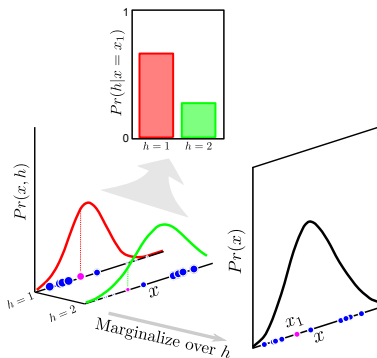 1
Pr(h|x = x₁)
0
h = 1
h = 2
Pr(x, h)
h = 1
h = 2
x
Marginalize over h
Pr(x)
x₁
x